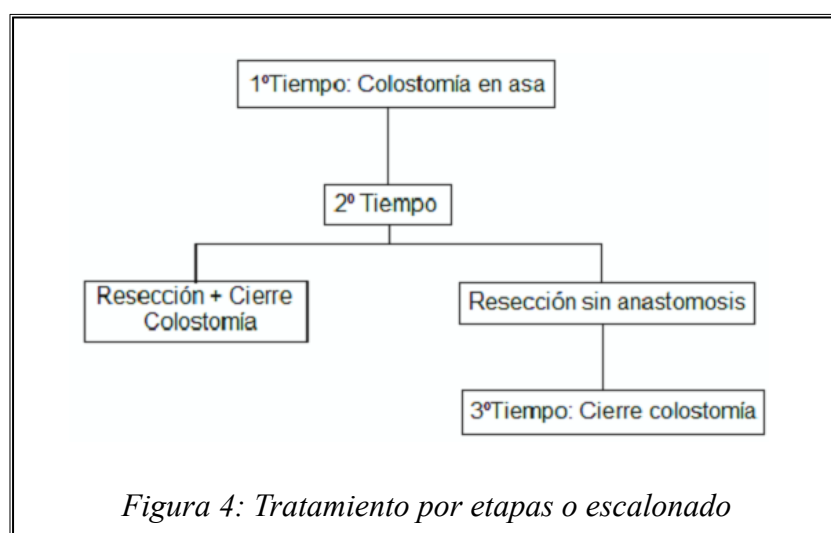 1ºTiempo: Colostomía en asa
2º Tiempo
Resección + Cierre
Colostomía
Resección sin anastomosis
3ºTiempo: Cierre colostomía
Figura 4: Tratamiento por etapas o escalonado